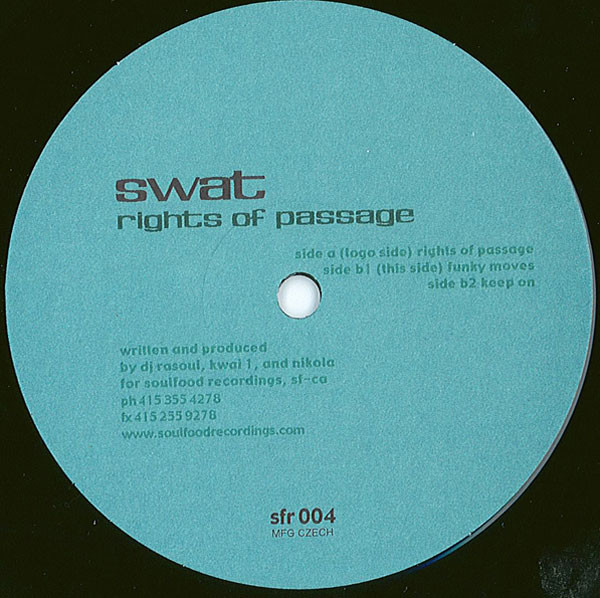 swat
rights of passage
side a (logo side) rights of passage
side b1 (this side) funky moves
side b2 keep on
written and produced
by dj rasoul, kwai 1, and nikola
for soulfood recordings, sf-ca
ph 415 355 4278
fx 415 255 9278
www.soulfoodrecordings.com
sfr 004
MFG CZECH